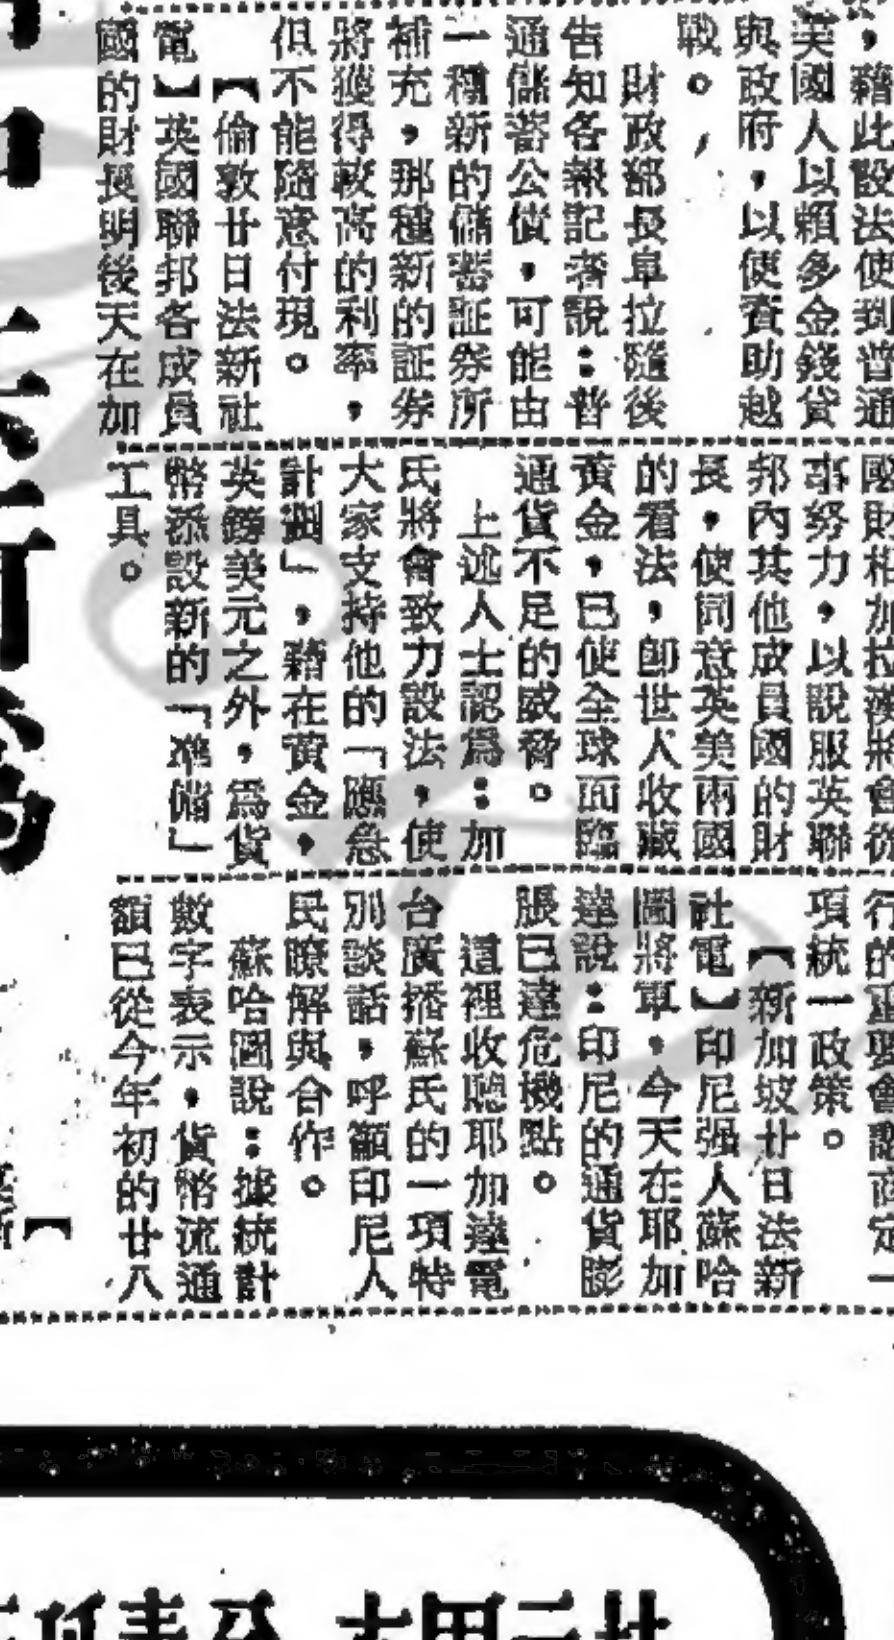 ，藉此設法使到普通
美國人以賴多金錢貸
與政府，以使資助越
戰。
財政部長阜拉隨後
告知各報記者說：普
通儲蓄公債，可能由
一種新的儲蓄証券所
補充，那種新的証券
將獲得較高的利率，
但不能隨意付現。
【倫敦廿日法新社
電】英國聯邦各成員
國的財長明後天在加
國財格加拉漢將會從
事努力，以說服英聯
邦內其他成員國的財
長，使同意英美兩國
的看法，即世人收藏
黃金，已使全球面臨
通貨不足的威脅。
上述人士認爲：加
氏將會致力設法，使
大家支持他的「應急
計劃」，藉在黃金，
英鎊美元之外，爲貨
幣添設新的「準備」
工具。
行的重要會議商定一
項統一政策。
【新加坡廿日法新
社電】印尼强人蘇哈
圖將軍，今天在耶加
達說：印尼的通貨膨
脹已達危機點。
這裡收聽耶加達電
台廣播蘇氏的一項特
別談話，呼籲印尼人
民瞭解與合作。
蘇哈圖說：據統計
數字表示，貨幣流通
額已從今年初的廿八